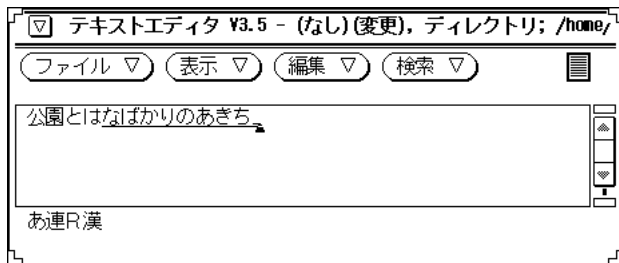 テキストエディタ V3.5 - (なし)(変更), ディレクトリ; /home/
ファイル 表示 編集 検索
公園とはなばかりのあきち
あ連R漢